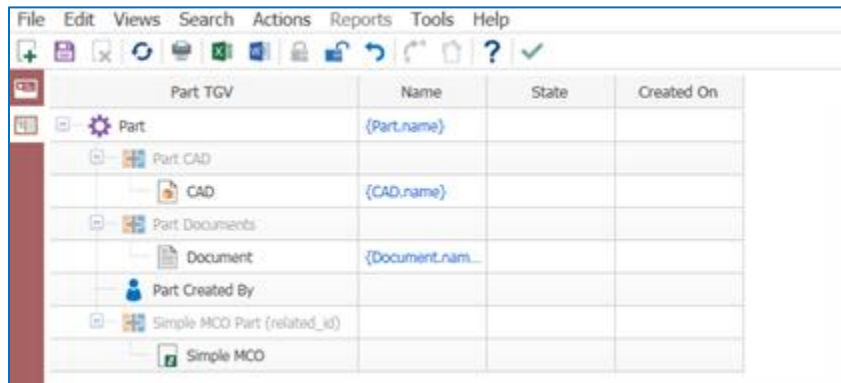 File Edit Views Search Actions Reports Tools Help
Part TGV Name State Created On
Part {Part.name}
Part CAD
CAD {CAD.name}
Part Documents
Document {Document.nam...
Part Created By
Simple MCO Part (related_id)
Simple MCO